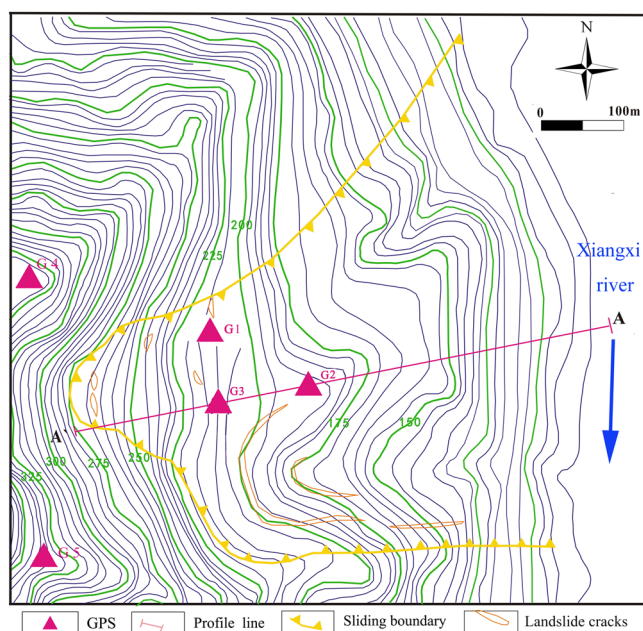 N
0 100m
G 4
200
225
Xiangxi
river
A
G1
G2
G3
A`
175
150
250
275
300
325
G 5
GPS Profile line Sliding boundary Landslide cracks